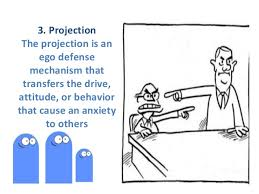 3. Projection
The projection is an
ego defense
mechanism that
transfers the drive,
attitude, or behavior
that cause an anxiety
to others